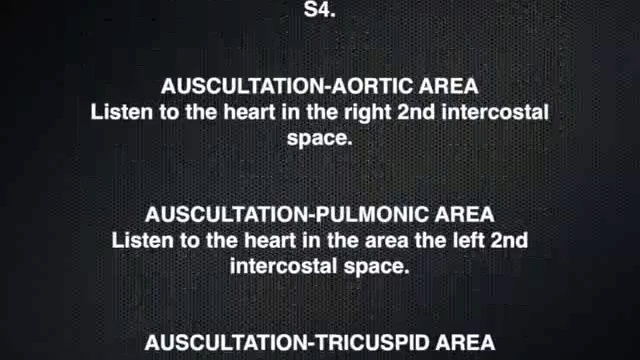 S4.
AUSCULTATION-AORTIC AREA
Listen to the heart in the right 2nd intercostal
space.
AUSCULTATION-PULMONIC AREA
Listen to the heart in the area the left 2nd
intercostal space.
AUSCULTATION-TRICUSPID AREA